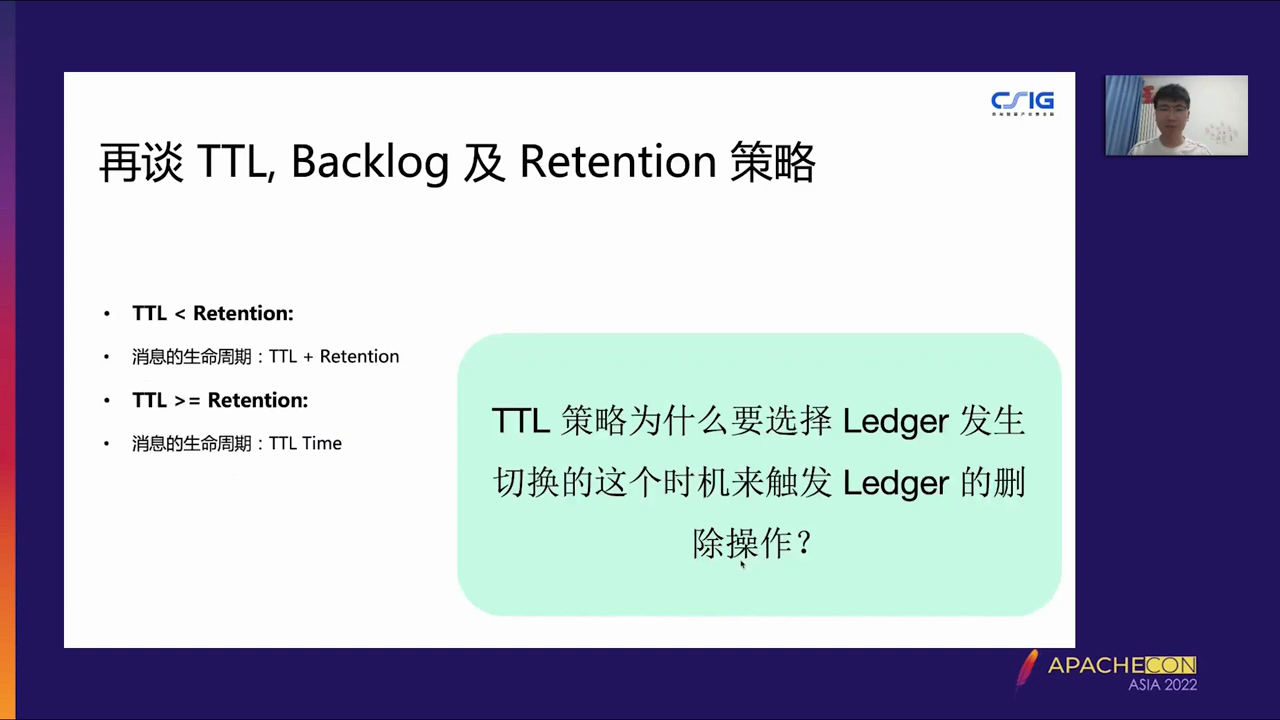 CSIG
再谈 TTL, Backlog 及 Retention 策略
• TTL < Retention:
• 消息的生命周期：TTL + Retention
• TTL >= Retention:
• 消息的生命周期：TTL Time
TTL 策略为什么要选择 Ledger 发生
切换的这个时机来触发 Ledger 的删
除操作？
APACHECON
ASIA 2022